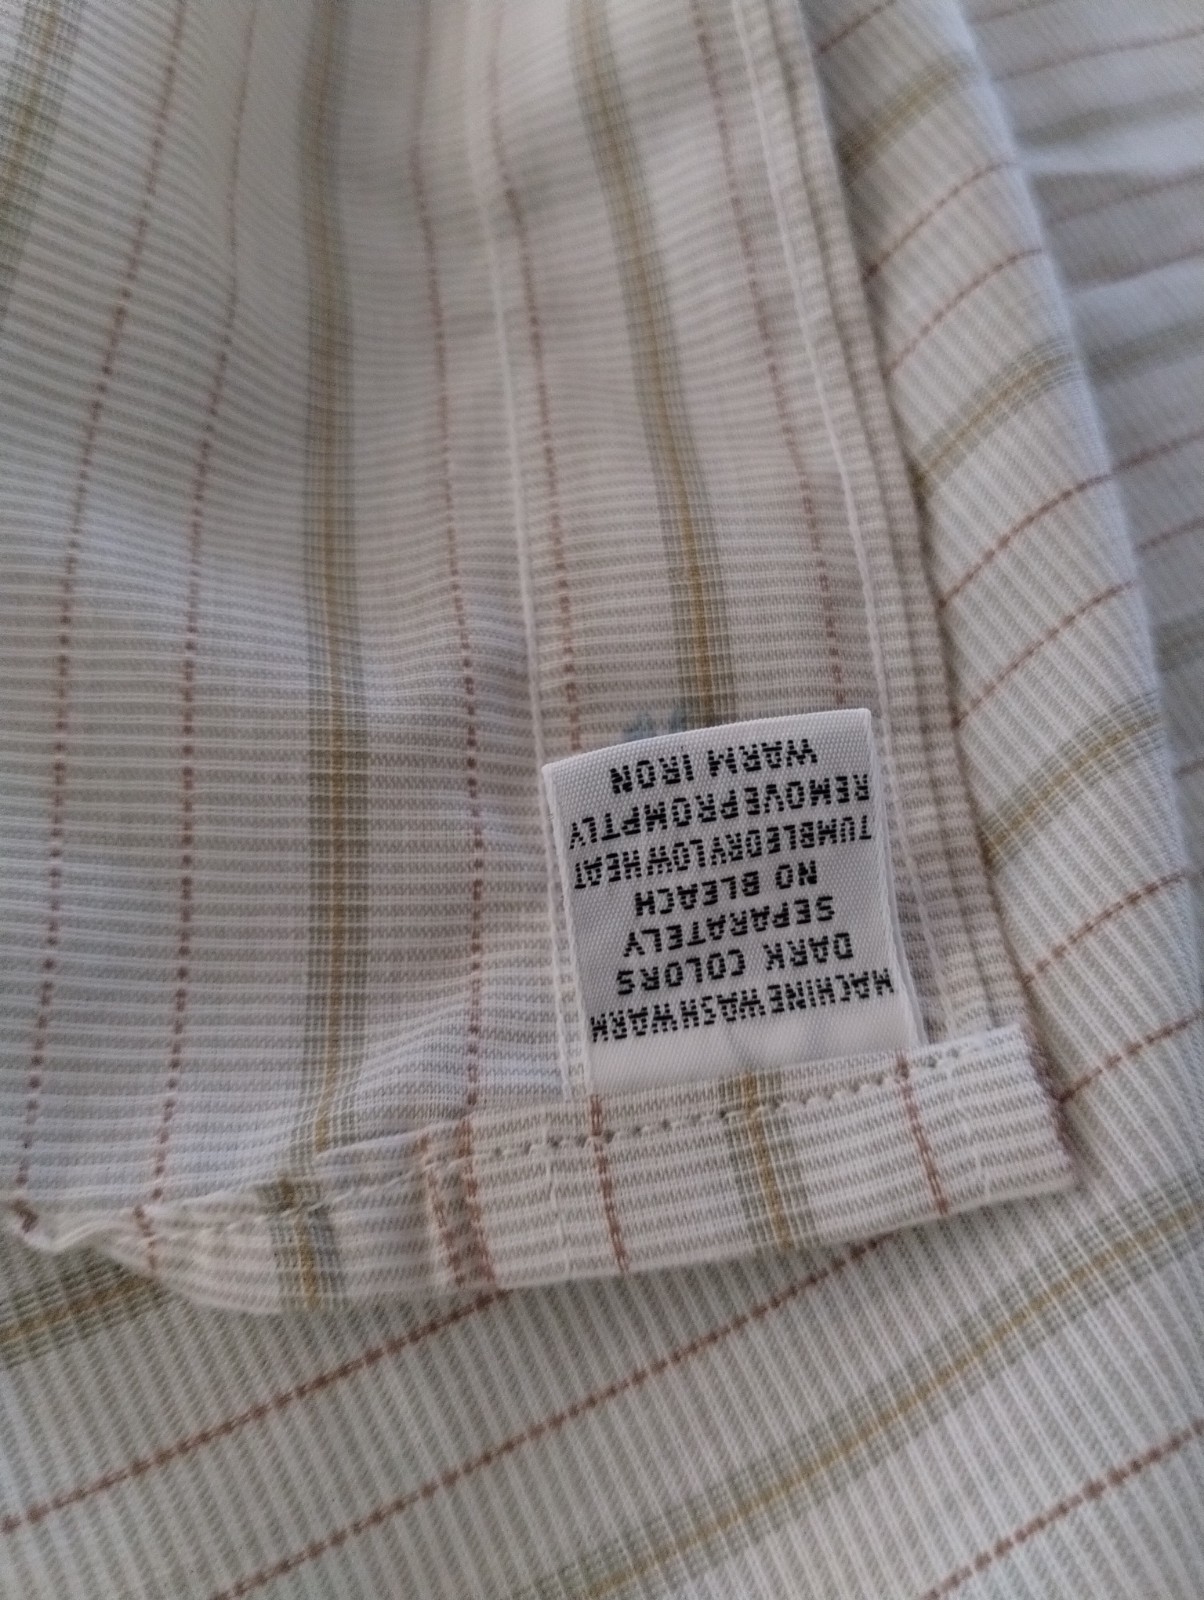 MACHINEWASHWARM
DARK COLORS
SEPARATELY
NO BLEACH
TUMBLEDRYLOWHEAT
REMOVEPROMPTLY
WARM IRON